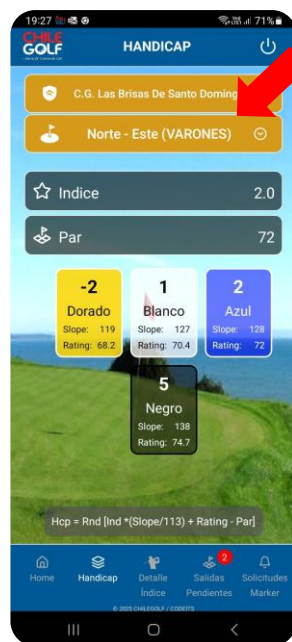 19:27 71%
CHILE
GOLF
HANDICAP
C.G. Las Brisas De Santo Doming
Norte - Este (VARONES)
Indice 2.0
Par 72
-2 1 2
Dorado Blanco Azul
Slope: 119 Slope: 127 Slope: 128
Rating: 68.2 Rating: 70.4 Rating: 72
5
Negro
Slope: 138
Rating: 74.7
Hcp = Rnd [Ind *(Slope/113) + Rating - Par]
2
Home Handicap Detalle Salidas Solicitudes
Índice Pendientes Marker
© 2025 CHILEGOLF / CODEITS